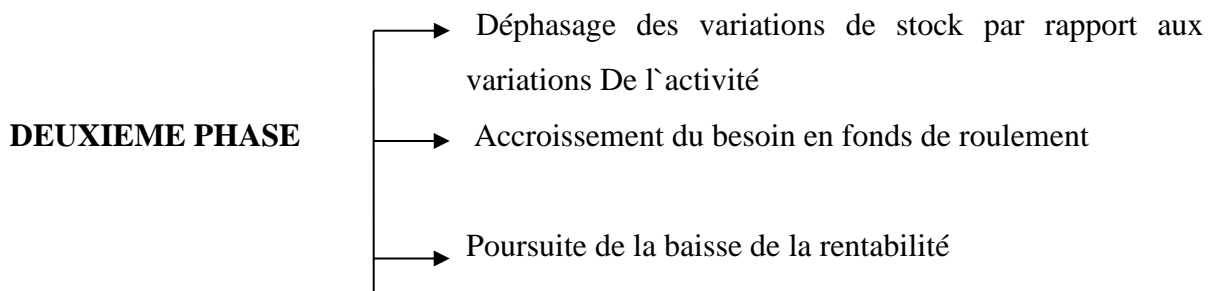 Déphasage des variations de stock par rapport aux
variations De l`activité
DEUXIEME PHASE
Accroissement du besoin en fonds de roulement
Poursuite de la baisse de la rentabilité